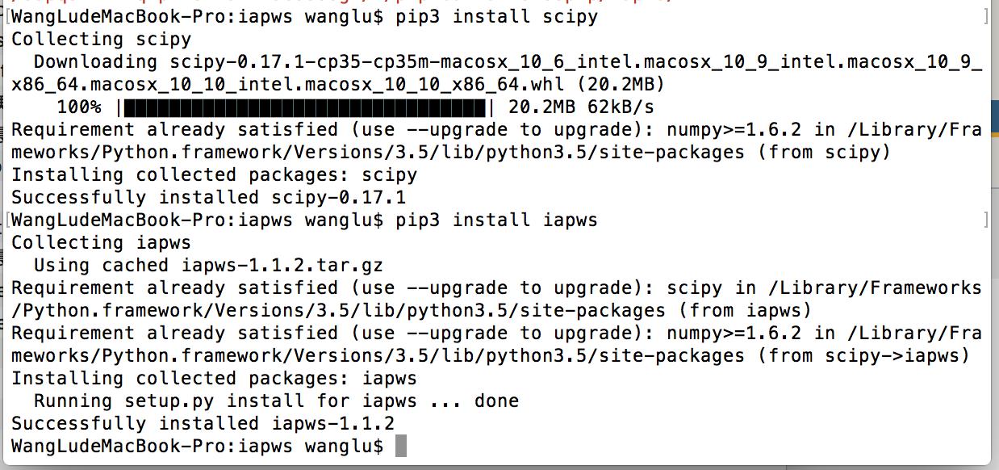 [WangLudeMacBook-Pro:iapws wanglu$ pip3 install scipy ]
Collecting scipy
  Downloading scipy-0.17.1-cp35-cp35m-macosx_10_6_intel.macosx_10_9_intel.macosx_10_9_
x86_64.macosx_10_10_intel.macosx_10_10_x86_64.whl (20.2MB)
    100% |████████████████████████████████| 20.2MB 62kB/s
Requirement already satisfied (use --upgrade to upgrade): numpy>=1.6.2 in /Library/Fra
meworks/Python.framework/Versions/3.5/lib/python3.5/site-packages (from scipy)
Installing collected packages: scipy
Successfully installed scipy-0.17.1
[WangLudeMacBook-Pro:iapws wanglu$ pip3 install iapws ]
Collecting iapws
  Using cached iapws-1.1.2.tar.gz
Requirement already satisfied (use --upgrade to upgrade): scipy in /Library/Frameworks
/Python.framework/Versions/3.5/lib/python3.5/site-packages (from iapws)
Requirement already satisfied (use --upgrade to upgrade): numpy>=1.6.2 in /Library/Fra
meworks/Python.framework/Versions/3.5/lib/python3.5/site-packages (from scipy->iapws)
Installing collected packages: iapws
  Running setup.py install for iapws ... done
Successfully installed iapws-1.1.2
WangLudeMacBook-Pro:iapws wanglu$